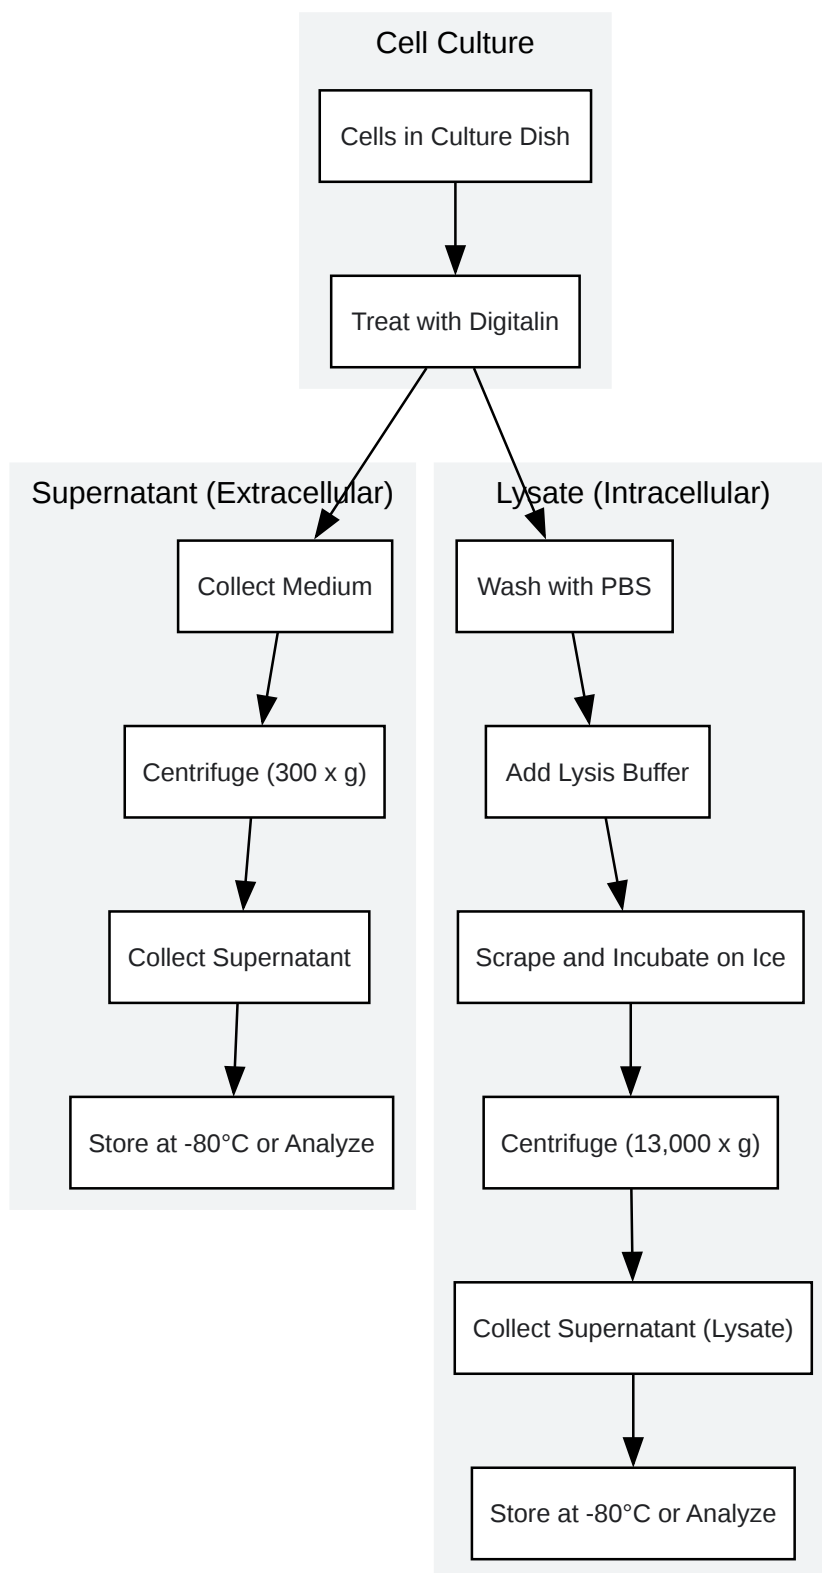 Cell Culture
Cells in Culture Dish
Treat with Digitalin
Supernatant (Extracellular)
Collect Medium
Centrifuge (300 x g)
Collect Supernatant
Store at -80°C or Analyze
Lysate (Intracellular)
Wash with PBS
Add Lysis Buffer
Scrape and Incubate on Ice
Centrifuge (13,000 x g)
Collect Supernatant (Lysate)
Store at -80°C or Analyze